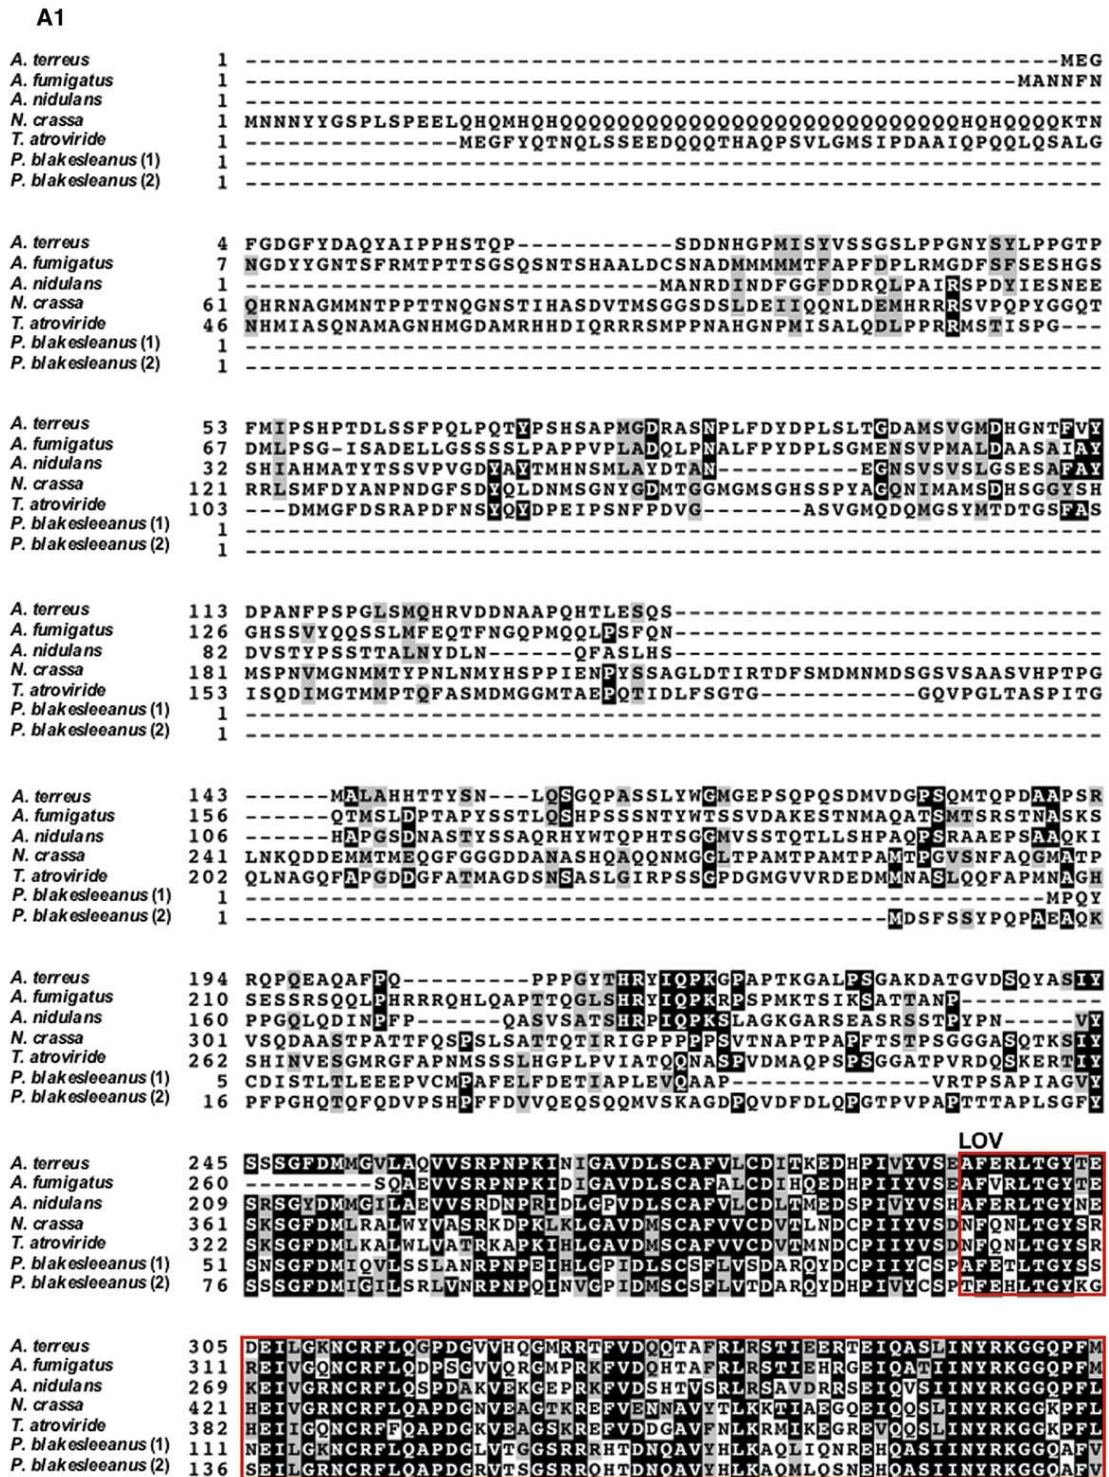 A1
A. terreus 1 ---------------------------------------------------------MEG
A. fumigatus 1 ------------------------------------------------------MANNFN
A. nidulans 1 ------------------------------------------------------------
N. crassa 1 MNNNYYGSPLSPEELQHQMHQHQQQQQQQQQQQQQQQQQQQQQQQQQQQQHQHQQQQKTN
T. atroviride 1 ---------------MEGFYQTNQLSSEEDQQQTHAQPSVLGMSIPDAAIQPQQLQSALG
P. blakesleanus (1) 1 ------------------------------------------------------------
P. blakesleanus (2) 1 ------------------------------------------------------------
A. terreus 4 FGDGFYDAQYAIPPHSTQP-----------SDDNHGPMISYVSSGSLPPGNYSYLPPGTP
A. fumigatus 7 NGDYYGNTSFRMTPTTSGSQSNTSHAALDCSNADNMMMMTFAPFDPLRMGDFSFSESHGS
A. nidulans 1 -----------------------------MANRDINDFGGFDDRQLPAIRSPDYIESNEE
N. crassa 61 QHRNAGMMNTPPTTNQGNSTIHASDVTMSGGSDSLDEIIQQNLDEMHRRRSVPQPYGGQT
T. atroviride 46 NHMIASQNAMAGNHMGDAMRHHDIQRRRSMPPNAHGNPMISALQDLPPRRMSTISPG---
P. blakesleanus (1) 1 ------------------------------------------------------------
P. blakesleanus (2) 1 ------------------------------------------------------------
A. terreus 53 FMIPSHPTDLSSFPQLPQTYPSHSAPMGDRASNPLFDYDPLSLTGDAMSVGMDHGNTFVY
A. fumigatus 67 DMLPSG-ISADELLGSSSSLPAPPVPLADQLPNALFPYDPLSGMENSVPMALDAASAIAY
A. nidulans 32 SHIAHMATYTSSVPVGDYAYTMHNSMLAYDTAN----------EGNSVSVSLGSESAFAY
N. crassa 121 RRLSMFDYANPNDGFSDYQLDNMSGNYGDMTGGMGMSGHSSPYAGQNIMAMSDHSGGYSH
T. atroviride 103 ---DMMGFDSRAPDFNSYQYDPEIPSNFPDVG-------ASVGMQDQMGSYMTDTGSFAS
P. blakesleeanus (1) 1 ------------------------------------------------------------
P. blakesleeanus (2) 1 ------------------------------------------------------------
A. terreus 113 DPANFPSPGLSMQHRVDDNAAPQHTLESQS------------------------------
A. fumigatus 126 GHSSVYQQSSLMFEQTFNGQPMQQLPSFQN------------------------------
A. nidulans 82 DVSTYPSSTTALNYDLN------QFASLHS------------------------------
N. crassa 181 MSPNVMGNMMTYPNLNMYHSPPIENPYSSAGLDTIRTDFSMDMNMDSGSVSAASVHPTPG
T. atroviride 153 ISQDIMGTMMPTQFASMDMGGMTAEPQTIDLFSGTG-----------GQVPGLTASPITG
P. blakesleeanus (1) 1 ------------------------------------------------------------
P. blakesleeanus (2) 1 ------------------------------------------------------------
A. terreus 143 ------MALAHHTTYSN---LQSGQPASSLYWGMGEPSQPQSDMVDGPSQMTQPDAAPSR
A. fumigatus 156 ------QTMSLDPTAPYSSTLQSHPSSSNTYWTSSVDAKESTNMAQATSMTSRSTNASKS
A. nidulans 106 ------HAPGSDNASTYSSAQRHYWTQPHTSGGMVSSTQTLLSHPAQPSRAAEPSAAQKI
N. crassa 241 LNKQDDEMMTMEQGFGGGDDANASHQAQQNMGGLTPAMTPAMTPAMTPGVSNFAQGMATP
T. atroviride 202 QLNAGQFAPGDDGFATMAGDSNSASLGIRPSSGPDGMGVVRDEDMMNASLQQFAPMNAGH
P. blakesleeanus (1) 1 --------------------------------------------------------MPQY
P. blakesleeanus (2) 1 ---------------------------------------------MDSFSSYPQPAEAQK
A. terreus 194 RQPQEAQAFPQ---------PPPGYTHRYIQPKGPAPTKGALPSGAKDATGVDSQYASIY
A. fumigatus 210 SESSRSQQLPHRRRQHLQAPTTQGLSHRYIQPKRPSPMKTSIKSATTANP----------
A. nidulans 160 PPGQLQDINPFP------QASVSATSHRPIQPKSLAGKGARSEASRSSTPYPN-----VY
N. crassa 301 VSQDAASTPATTFQSPSLSATTQTIRIGPPPPPSVTNAPTPAPFTSTPSGGGASQTKSIY
T. atroviride 262 SHINVESGMRGFAPNMSSSLHGPLPVIATQQNASPVDMAQPSPSGGATPVRDQSKERTIY
P. blakesleeanus (1) 5 CDISTLTLEEEPVCMPAFELFDETIAPLEVQAAP--------------VRTPSAPIAGVY
P. blakesleeanus (2) 16 PFPGHQTQFQDVPSHPFFDVVQEQSQQMVSKAGDPQVDFDLQPGTPVPAPTTTAPLSGFY
LOV
A. terreus 245 SSSGFDMMGVLAQVVSRPNPKINIGAVDLSCAFVLCDITKEDHPIVYVSEAFERLTGYTE
A. fumigatus 260 ---------SQAEVVSRPNPKIDIGAVDLSCAFALCDIHQEDHPIIYVSEAFVRLTGYTE
A. nidulans 209 SRSGYDMMGILAEVVSRDNPRIDLGPVDLSCAFVLCDLTMEDSPIVYVSHAFERLTGYNE
N. crassa 361 SKSGFDMLRALWYVASRKDPKLKLGAVDMSCAFVVCDVTLNDCPIIYVSDNFQNLTGYSR
T. atroviride 322 SKSGFDMLKALWLVATRKAPKIHLGAVDMSCAFVVCDVTMNDCPIIYVSDNFQNLTGYSR
P. blakesleeanus (1) 51 SNSGFDMIQVLSSLANRPNPEIHLGPIDLSCSFLVSDARQYDCPIIYCSPAFETLTGYSS
P. blakesleeanus (2) 76 SSSGFDMIGILSRLVNRPNPQINVGPIDMSCSFLVTDARQYDHPIVYCSPTFEHLTGYKG
A. terreus 305 DEILGKNCRFLQGPDGVVHQGMRRTFVDQQTAFRLRSTIEERTEIQASLINYRKGGQPFM
A. fumigatus 311 REIVGQNCRFLQDPSGVVQRGMPRKFVDQHTAFRLRSTIEHRGEIQATIINYRKGGQPFM
A. nidulans 269 KEIVGRNCRFLQSPDAKVEKGEPRKFVDSHTVSRLRSAVDRRSEIQVSIINYRKGGQPFL
N. crassa 421 HEIVGRNCRFLQAPDGNVEAGTKREFVENNAVYTLKKTIAEGQEIQQSLINYRKGGKPFL
T. atroviride 382 HEIIGQNCRFFQAPDGKVEAGSKREFVDDGAVFNLKRMIKEGREVQQSLINYRKGGKPFL
P. blakesleeanus (1) 111 NEILGKNCRFLQAPDGLVTGGSRRRHTDNQAVYHLKAQLIQNREHQASIINYRKGGQAFV
P. blakesleeanus (2) 136 SEILGRNCRFLQAPDGRVTSGSRRQHTDNQAVYHLKAQMLQSNEHQASIINYRKGGQAFV